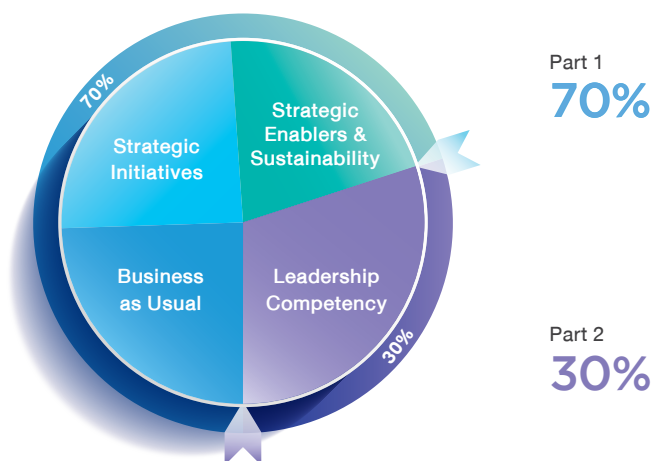 70%
Strategic
Enablers &
Sustainability
Strategic
Initiatives
Business
as Usual
Leadership
Competency
30%
Part 1
70%
Part 2
30%